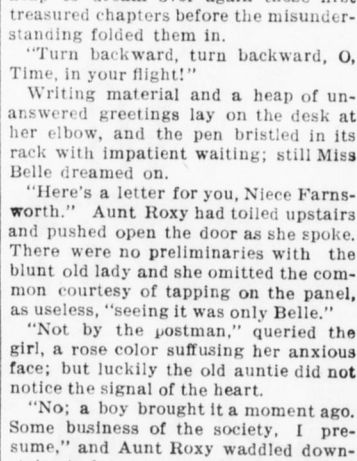 treasured chapters before the misunder-
standing folded them in.
"Turn backward, turn backward, O,
Time, in your flight!"
Writing material and a heap of un-
answered greetings lay on the desk at
her elbow, and the pen bristled in its
rack with impatient waiting; still Miss
Belle dreamed on.
"Here's a letter for you, Niece Farns-
worth." Aunt Roxy had toiled upstairs
and pushed open the door as she spoke.
There were no preliminaries with the
blunt old lady and she omitted the com-
mon courtesy of tapping on the panel,
as useless, "seeing it was only Belle."
"Not by the postman," queried the
girl, a rose color suffusing her anxious
face; but luckily the old auntie did not
notice the signal of the heart.
"No; a boy brought it a moment ago.
Some business of the society, I pre-
sume," and Aunt Roxy waddled down-